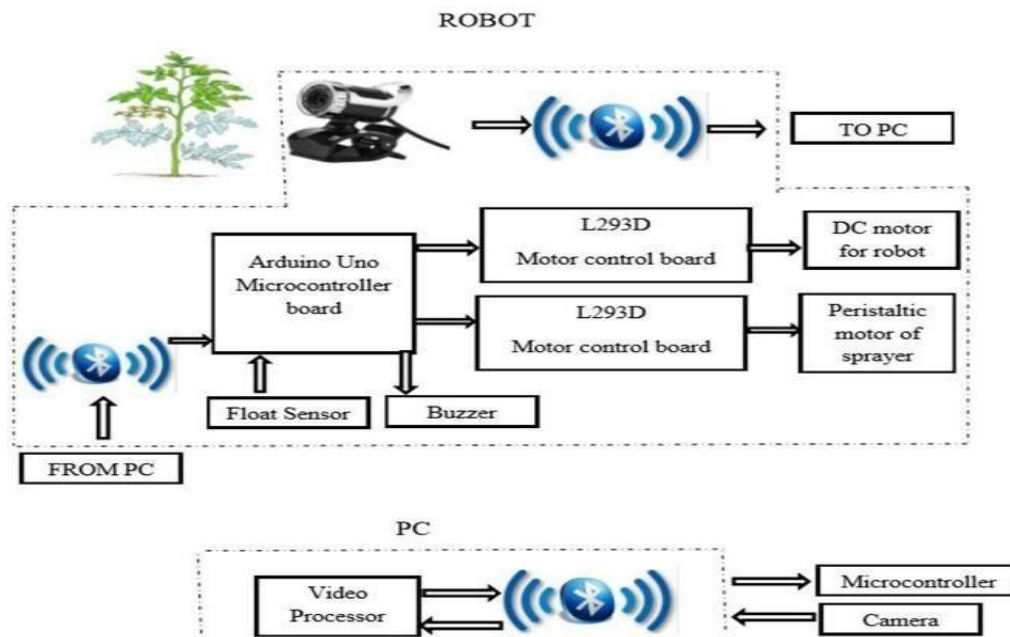 ROBOT
TO PC
L293D
Motor control board
DC motor
for robot
Arduino Uno
Microcontroller
board
L293D
Motor control board
Peristaltic
motor of
sprayer
Float Sensor
Buzzer
FROM PC
PC
Video
Processor
Microcontroller
Camera